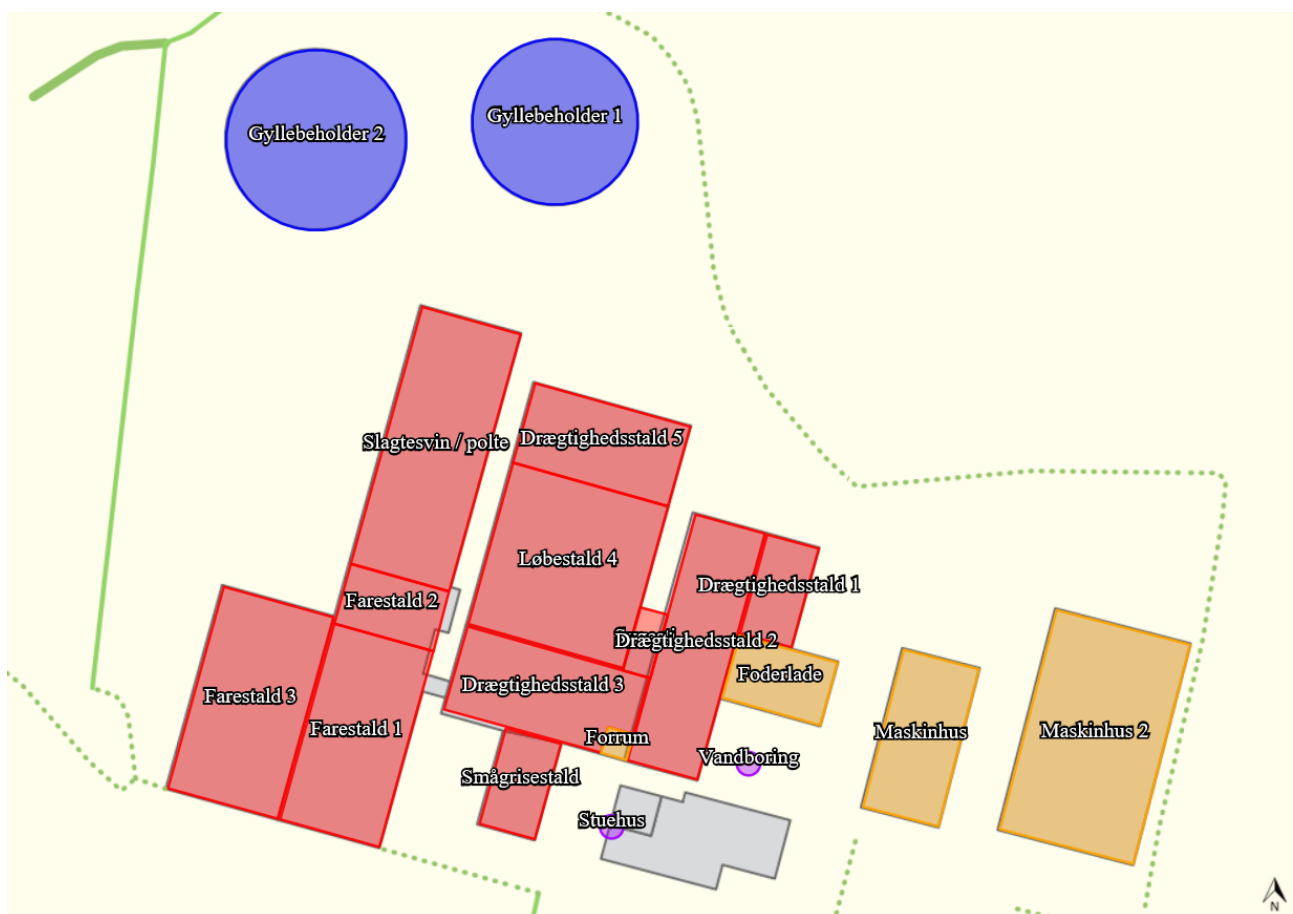 Gyllebeholder 1
Gyllebeholder 2
Drægtighedsstald 5
Slagtesvin / polte
Løbestald 4
Drægtighedsstald 1
Farestald 2
Drægtighedsstald 2
Foderlade
Drægtighedsstald 3
Farestald 3
Farestald 1
Maskinhus
Maskinhus 2
Forrum
Vandboring
Smågrisestald
Stuehus
N